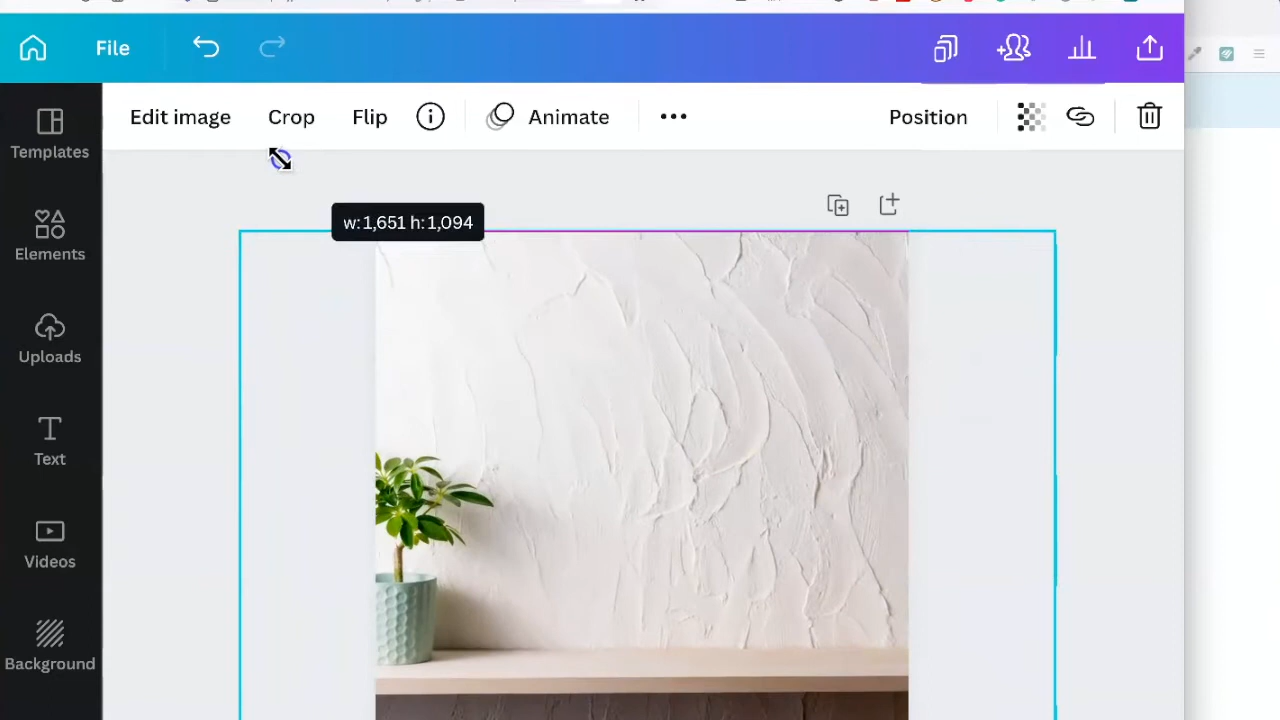 File
Edit image Crop Flip Animate Position
Templates
w: 1,651 h: 1,094
Elements
Uploads
Text
Videos
Background